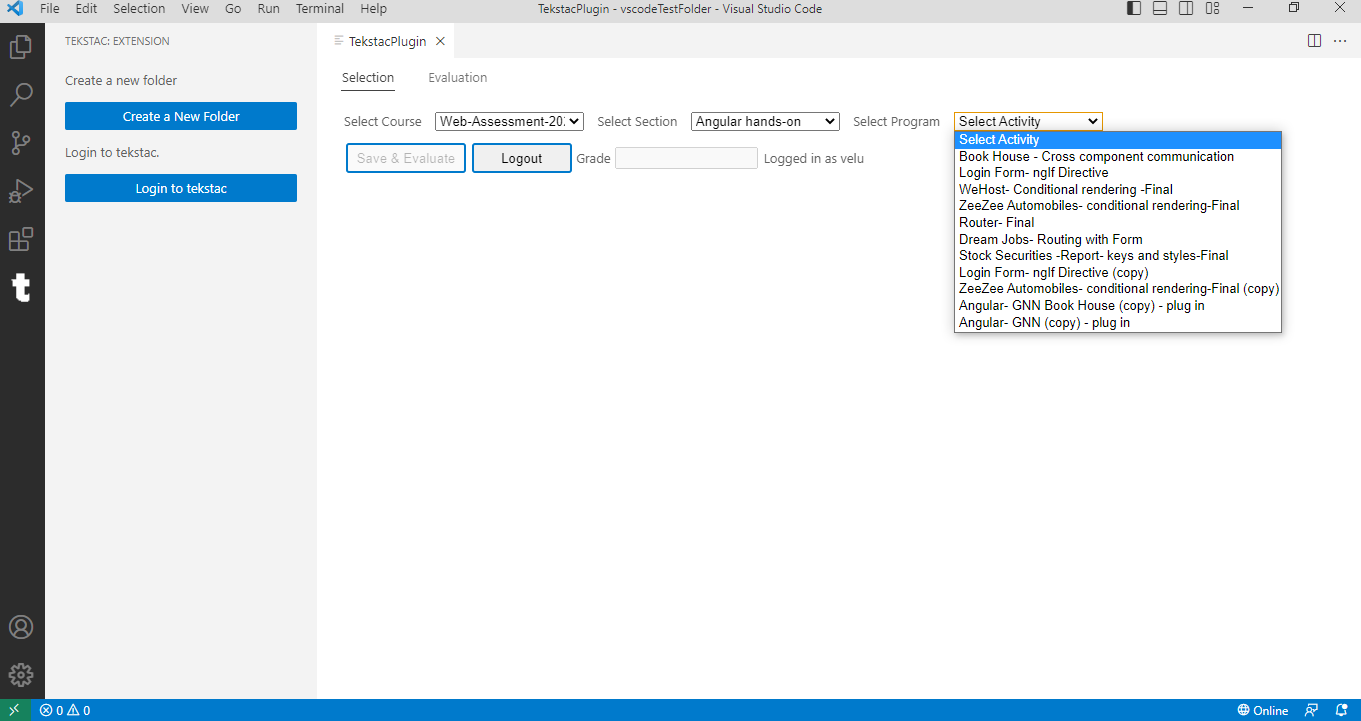 File Edit Selection View Go Run Terminal Help
TekstacPlugin - vscodeTestFolder - Visual Studio Code
TEKSTAC: EXTENSION
Create a new folder
Create a New Folder
Login to tekstac.
Login to tekstac
TekstacPlugin
Selection Evaluation
Select Course Web-Assessment-20 Select Section Angular hands-on Select Program Select Activity
Save & Evaluate Logout Grade Logged in as velu
Select Activity
Book House - Cross component communication
Login Form- ngIf Directive
WeHost- Conditional rendering -Final
ZeeZee Automobiles- conditional rendering-Final
Router- Final
Dream Jobs- Routing with Form
Stock Securities -Report- keys and styles-Final
Login Form- ngIf Directive (copy)
ZeeZee Automobiles- conditional rendering-Final (copy)
Angular- GNN Book House (copy) - plug in
Angular- GNN (copy) - plug in
0 0
Online